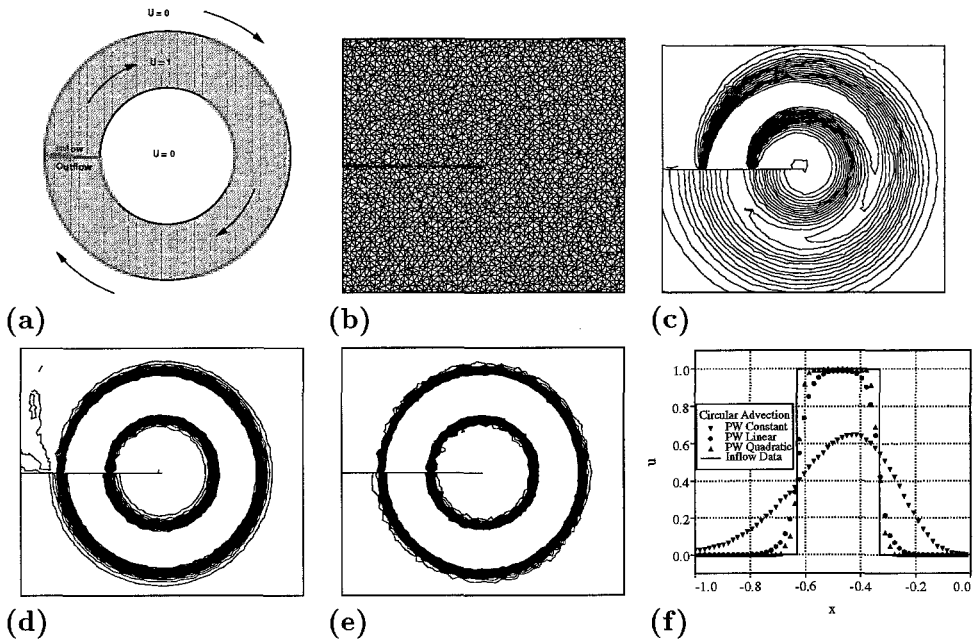 U = 0
U = 1
U = 0
Inflow
Outflow
(a)
(b)
(c)
(d)
(e)
1.0
0.8
0.6
0.4
0.2
0.0
u
Circular Advection
PW Constant
PW Linear
PW Quadratic
Inflow Data
-1.0 -0.8 -0.6 -0.4 -0.2 0.0
x
(f)